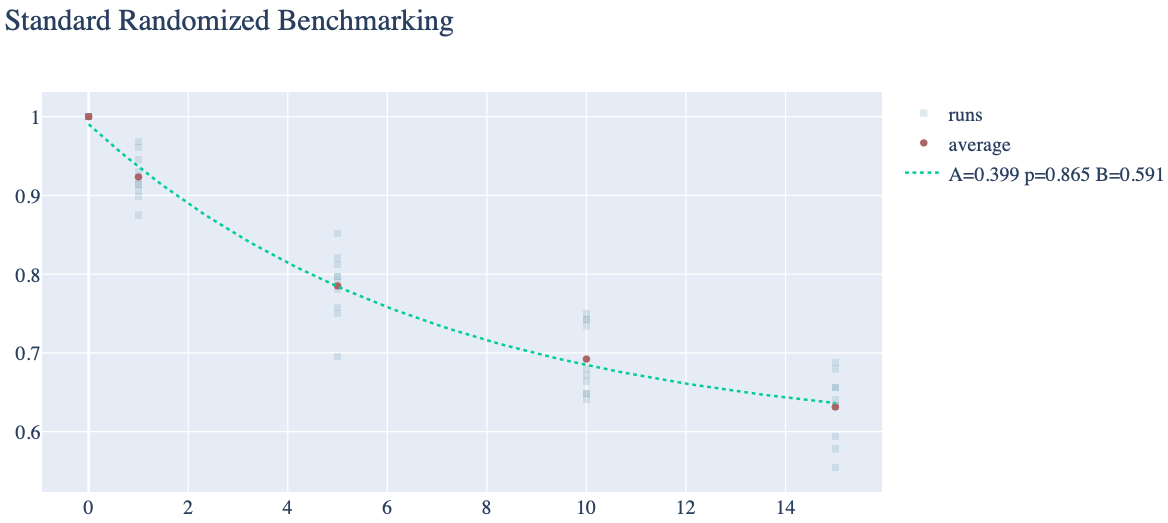 Standard Randomized Benchmarking
1
0.9
0.8
0.7
0.6
0 2 4 6 8 10 12 14
runs
average
A=0.399 p=0.865 B=0.591